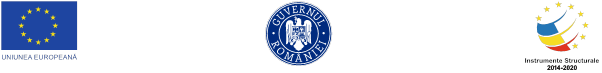 UNIUNEA EUROPEANĂ
GUVERNUL
ROMÂNIEI
Instrumente Structurale
2014-2020